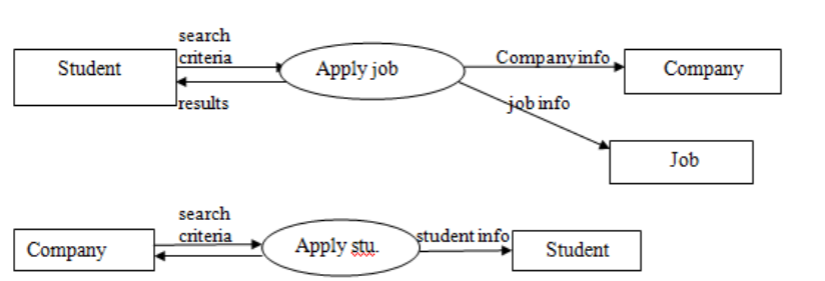 search
criteria
Student
Apply job
Company info
Company
results
job info
Job
search
criteria
Company
Apply stu.
student info
Student